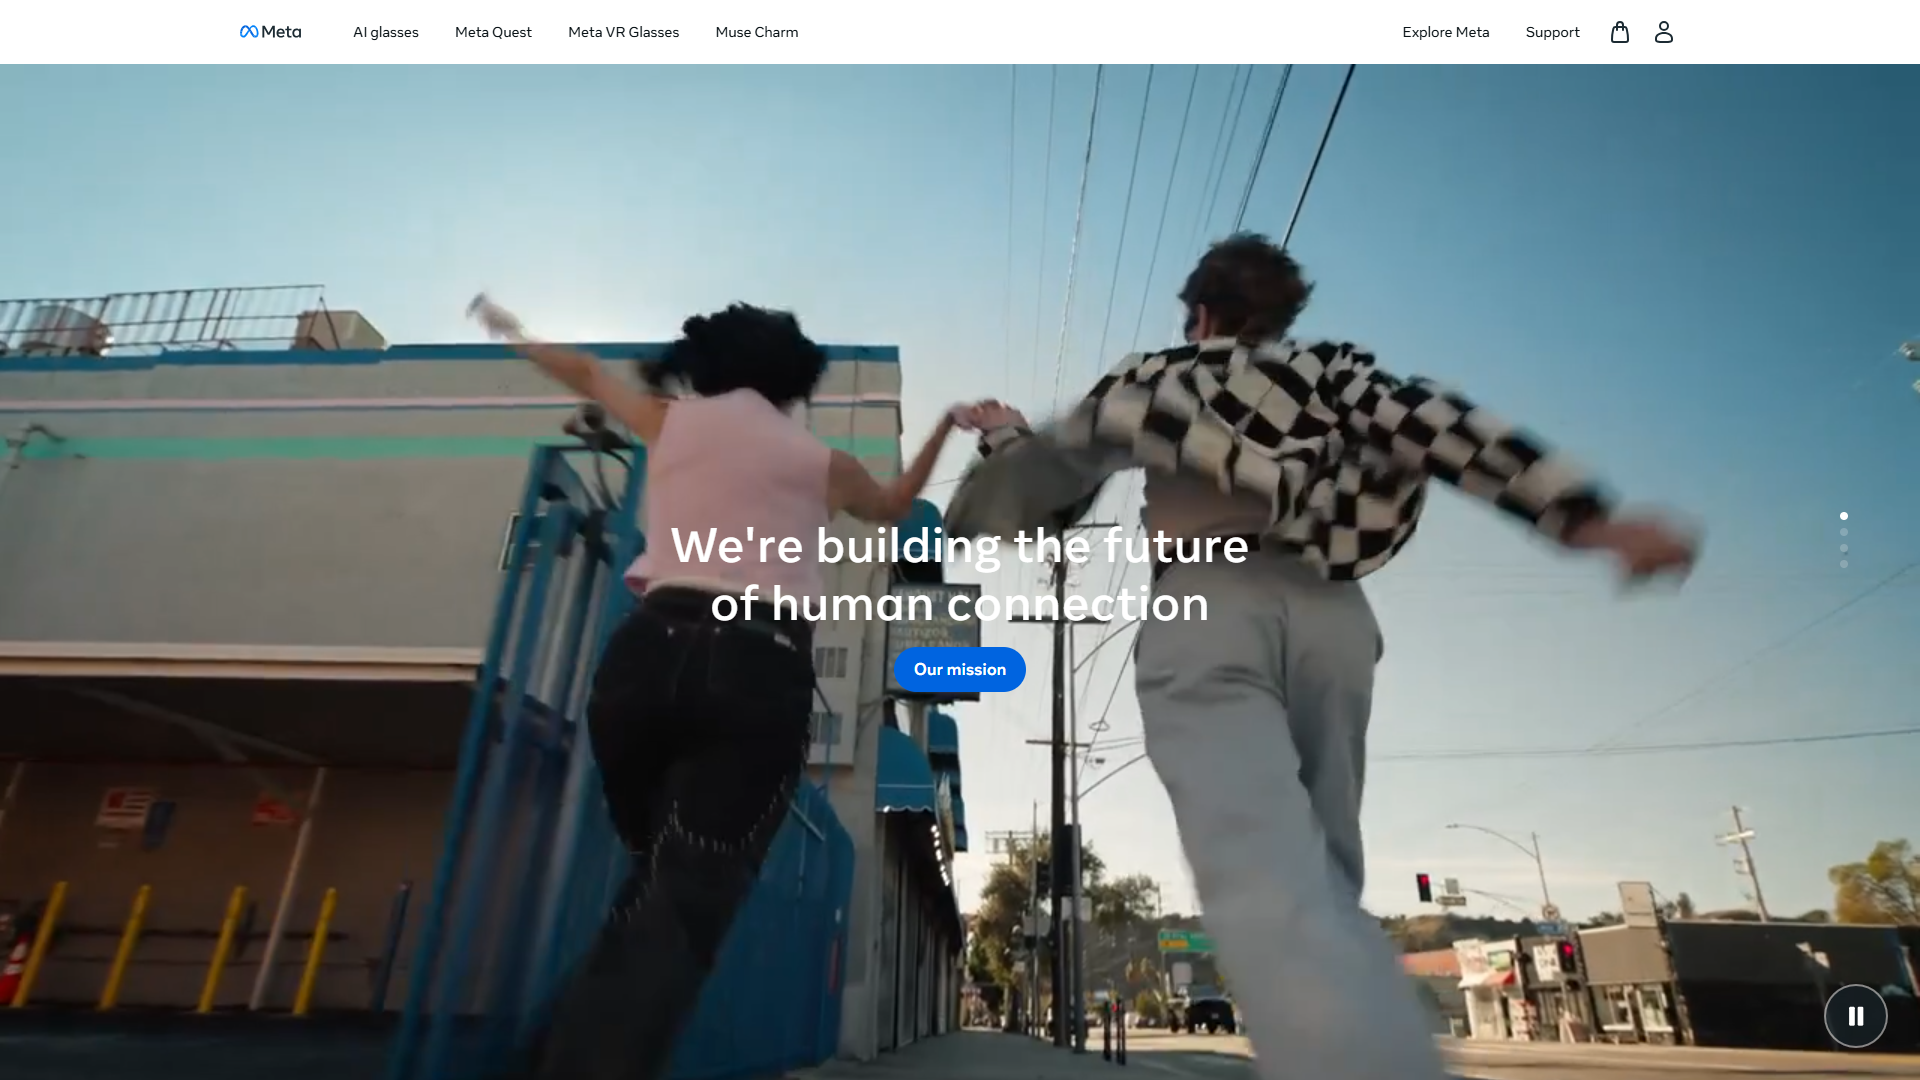 Meta
AI glasses
Meta Quest
Meta VR Glasses
Muse Charm
Explore Meta
Support
We're building the future
of human connection
Our mission